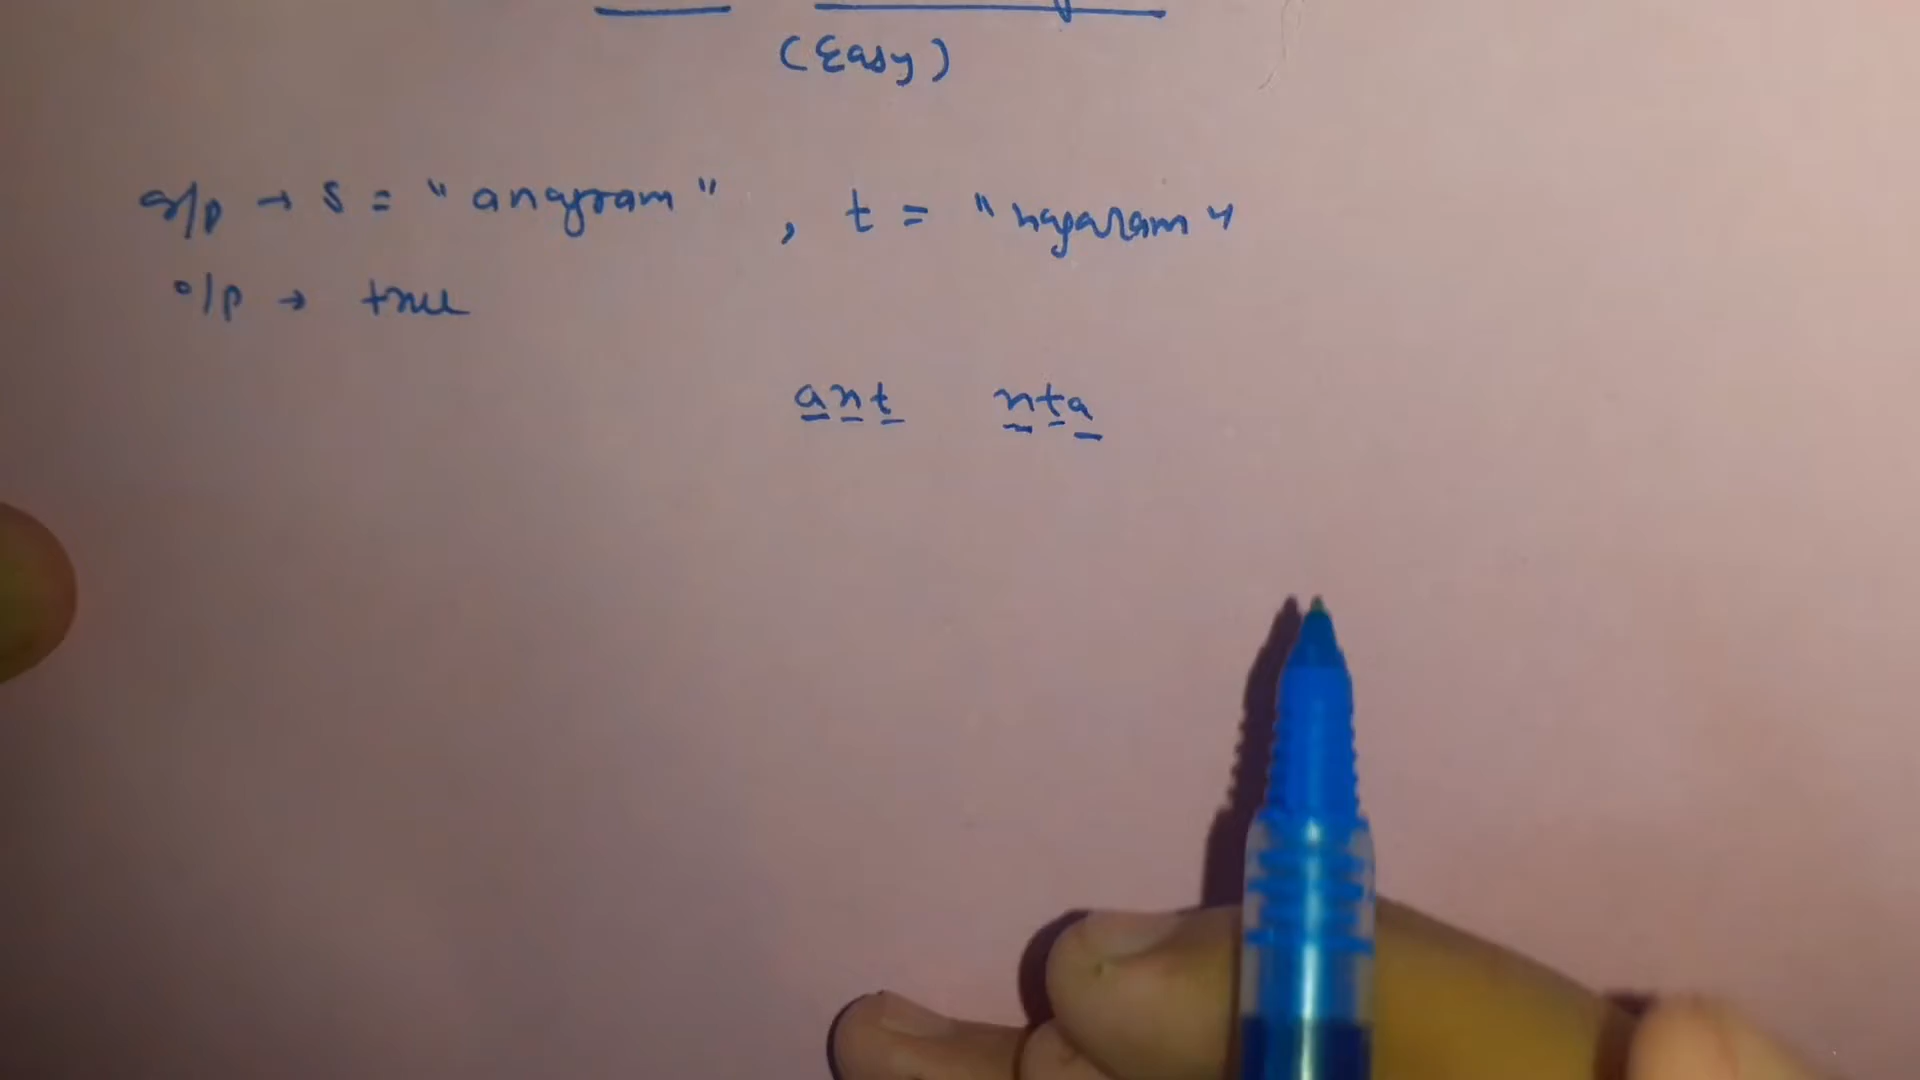 (Easy)
i/p → s = "anagram", t = "nagaram"
o/p → true
ant nta